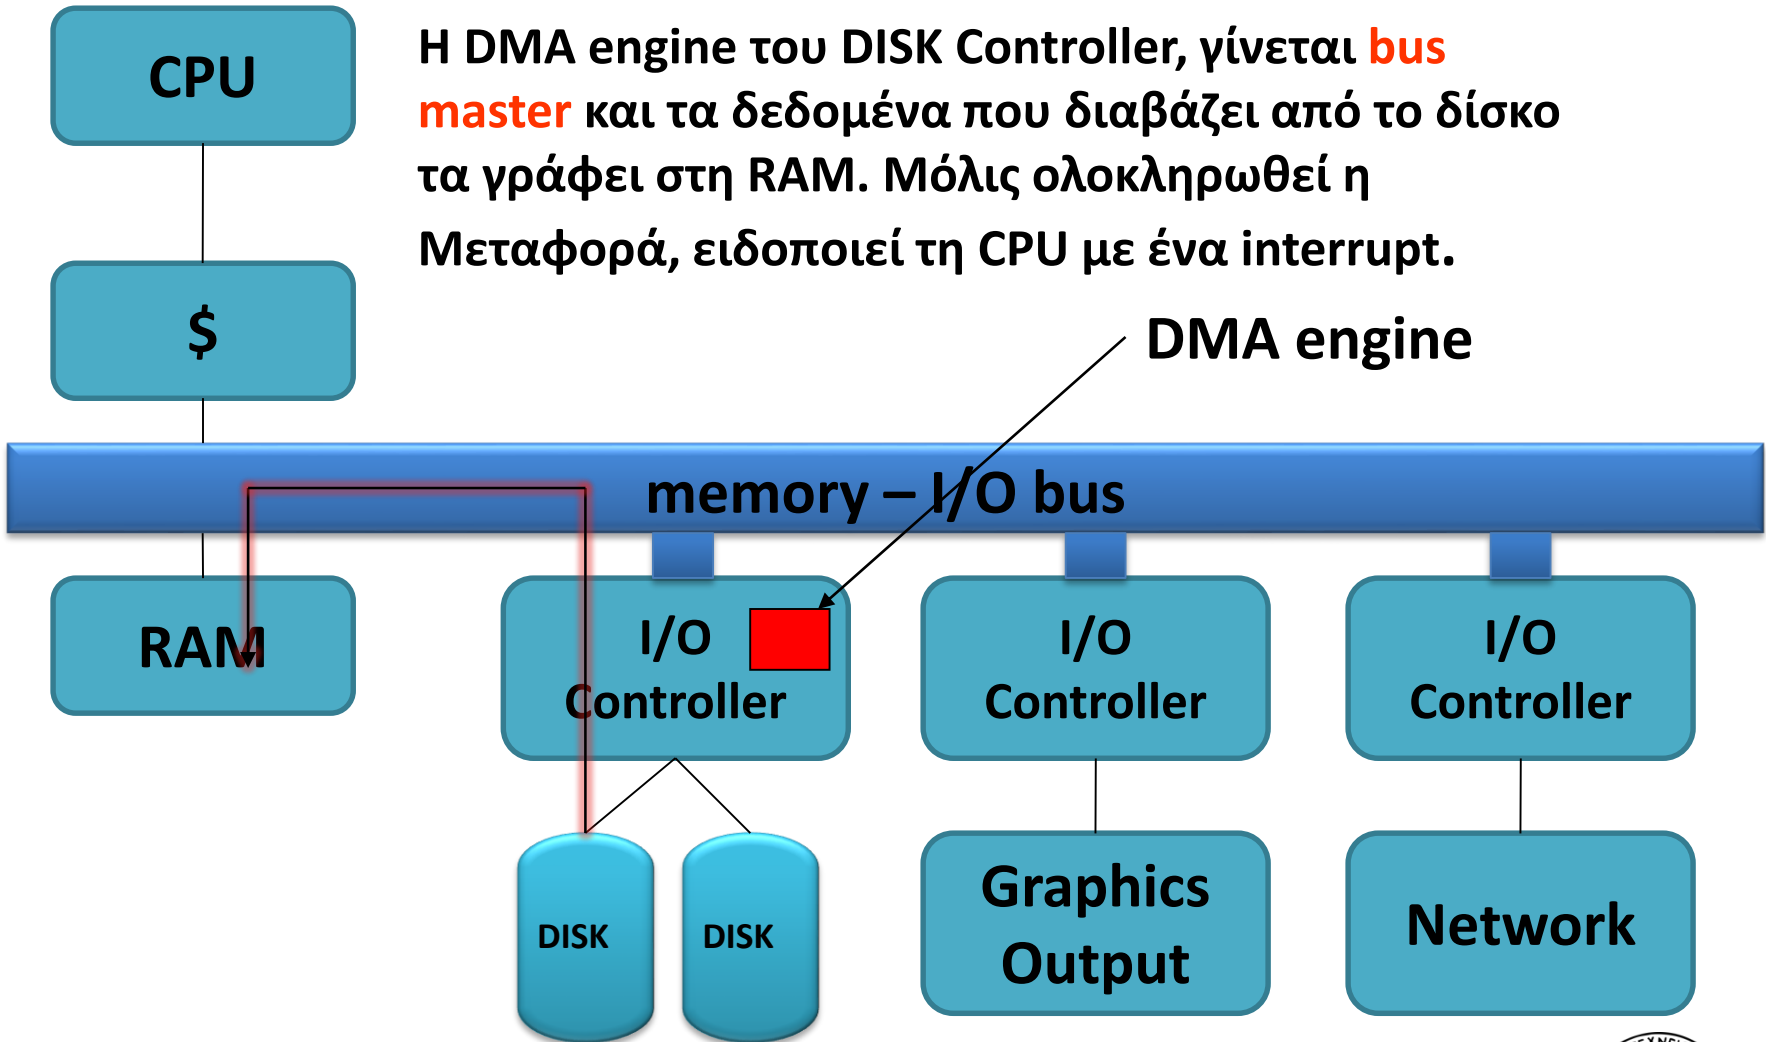 CPU
Η DMA engine του DISK Controller, γίνεται bus
master και τα δεδομένα που διαβάζει από το δίσκο
τα γράφει στη RAM. Μόλις ολοκληρωθεί η
Μεταφορά, ειδοποιεί τη CPU με ένα interrupt.
$
DMA engine
memory – I/O bus
RAM
I/O
Controller
I/O
Controller
I/O
Controller
DISK
DISK
Graphics
Output
Network